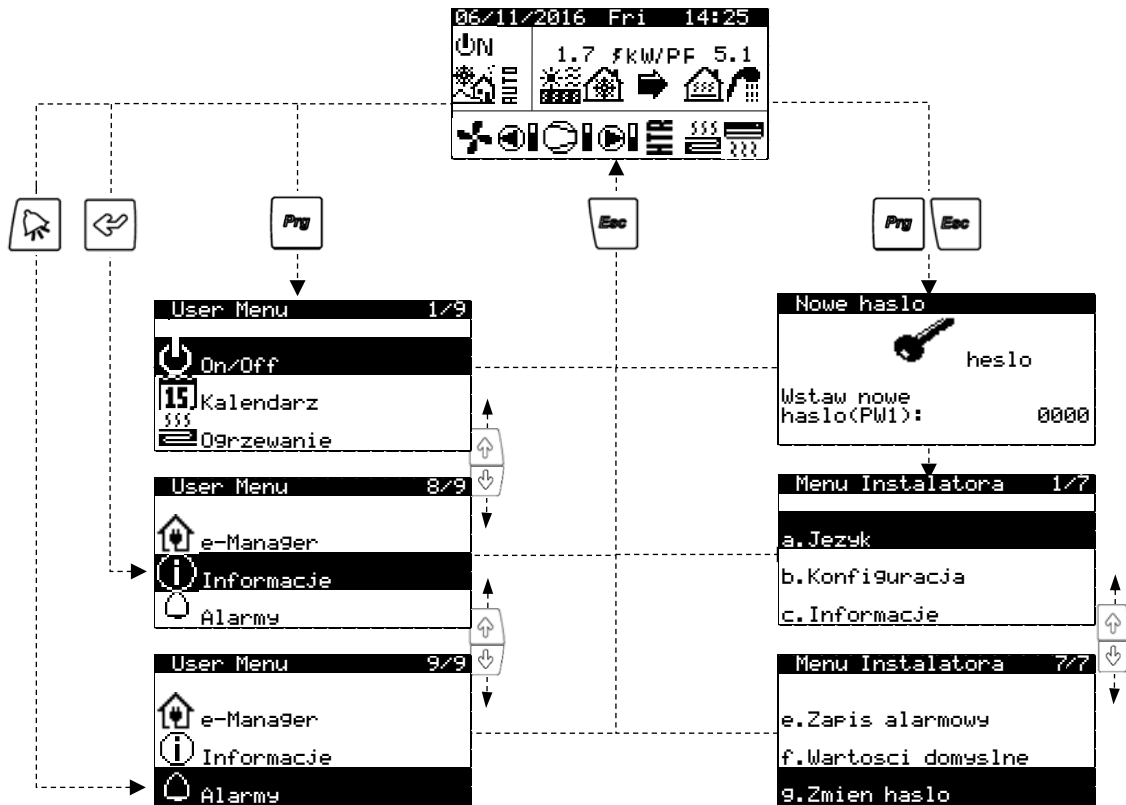 06/11/2016 Fri 14:25
ON
AUTO
1.7 kW/PF 5.1
HTR
Prg
Esc
Prg
Esc
User Menu 1/9
On/Off
15
Kalendarz
Ogrzewanie
User Menu 8/9
e-Manager
Informacje
Alarmy
User Menu 9/9
e-Manager
Informacje
Alarmy
Nowe haslo
heslo
Wstaw nowe
haslo(PW1): 0000
Menu Instalatora 1/7
a.Jezyk
b.Konfiguracja
c.Informacje
Menu Instalatora 7/7
e.Zapis alarmowy
f.Wartosci domyslne
g.Zmien haslo